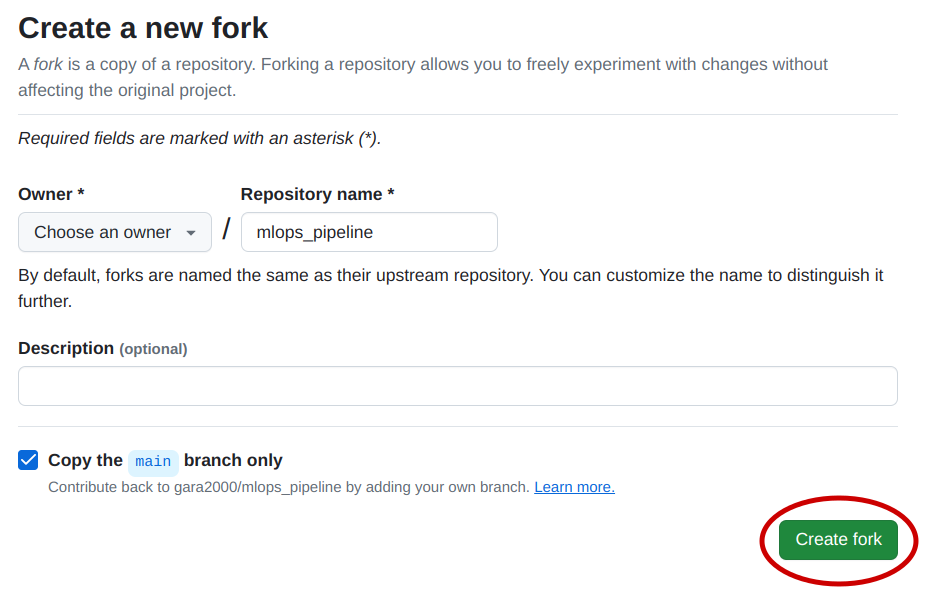 Create a new fork
A fork is a copy of a repository. Forking a repository allows you to freely experiment with changes without
affecting the original project.
Required fields are marked with an asterisk (*).
Owner * Repository name *
Choose an owner / mlops_pipeline
By default, forks are named the same as their upstream repository. You can customize the name to distinguish it
further.
Description (optional)
Copy the main branch only
Contribute back to gara2000/mlops_pipeline by adding your own branch. Learn more.
Create fork